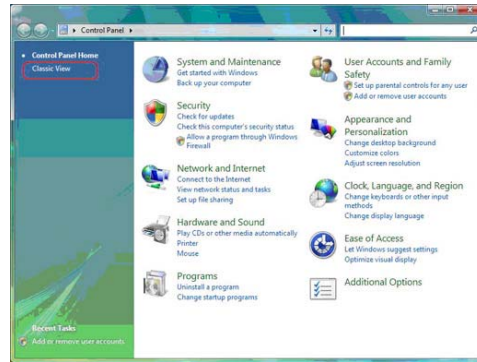 Control Panel
Control Panel Home
Classic View
System and Maintenance
Get started with Windows
Back up your computer
Security
Check for updates
Check this computer's security status
Allow a program through Windows
Firewall
Network and Internet
Connect to the Internet
View network status and tasks
Set up file sharing
Hardware and Sound
Play CDs or other media automatically
Printer
Mouse
Programs
Uninstall a program
Change startup programs
User Accounts and Family
Safety
Set up parental controls for any user
Add or remove user accounts
Appearance and
Personalization
Change desktop background
Customize colors
Adjust screen resolution
Clock, Language, and Region
Change keyboards or other input
methods
Change display language
Ease of Access
Let Windows suggest settings
Optimize visual display
Additional Options
Recent Tasks
Add or remove user accounts